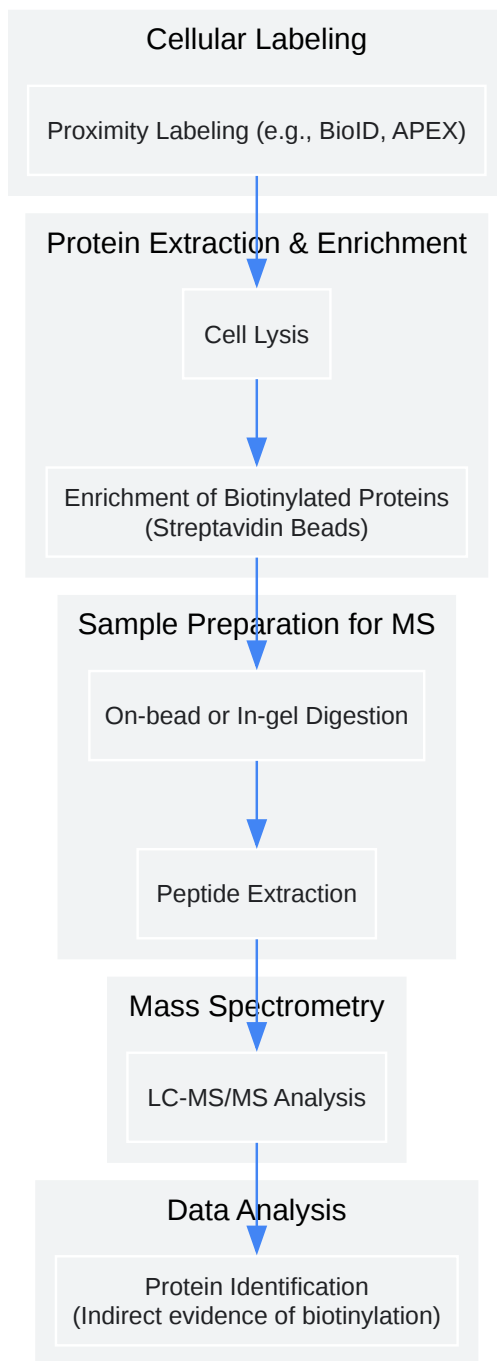 Cellular Labeling
Proximity Labeling (e.g., BioID, APEX)
Protein Extraction & Enrichment
Cell Lysis
Enrichment of Biotinylated Proteins
(Streptavidin Beads)
Sample Preparation for MS
On-bead or In-gel Digestion
Peptide Extraction
Mass Spectrometry
LC-MS/MS Analysis
Data Analysis
Protein Identification
(Indirect evidence of biotinylation)